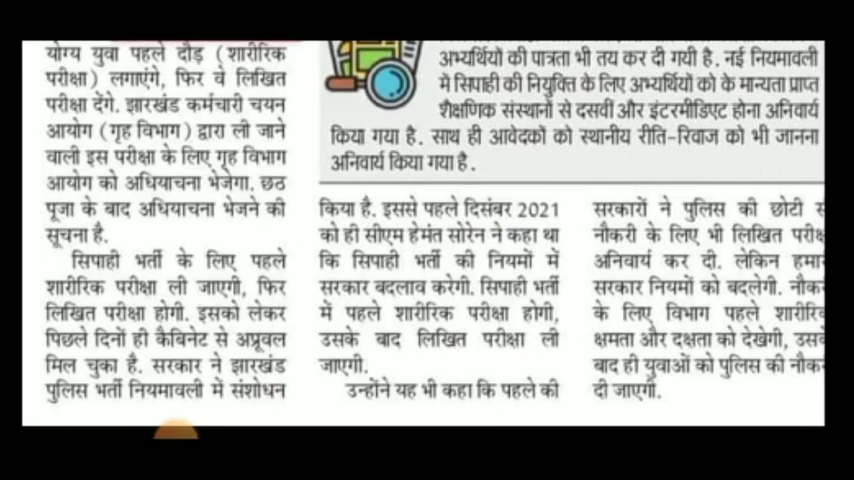 योग्य युवा पहले दौड़ (शारीरिक
परीक्षा) लगाएंगे, फिर वे लिखित
परीक्षा देंगे. झारखंड कर्मचारी चयन
आयोग (गृह विभाग) द्वारा ली जाने
वाली इस परीक्षा के लिए गृह विभाग
आयोग को अधियाचना भेजेगा. छठ
पूजा के बाद अधियाचना भेजने की
सूचना है.
सिपाही भर्ती के लिए पहले
शारीरिक परीक्षा ली जाएगी, फिर
लिखित परीक्षा होगी. इसको लेकर
पिछले दिनों ही कैबिनेट से अप्रूवल
मिल चुका है. सरकार ने झारखंड
पुलिस भर्ती नियमावली में संशोधन
अभ्यर्थियों की पात्रता भी तय कर दी गयी है. नई नियमावली
में सिपाही की नियुक्ति के लिए अभ्यर्थियों को के मान्यता प्राप्त
शैक्षणिक संस्थानों से दसवीं और इंटरमीडिएट होना अनिवार्य
किया गया है. साथ ही आवेदकों को स्थानीय रीति-रिवाज को भी जानना
अनिवार्य किया गया है.
किया है. इससे पहले दिसंबर 2021
को ही सीएम हेमंत सोरेन ने कहा था
कि सिपाही भर्ती की नियमों में
सरकार बदलाव करेगी. सिपाही भर्ती
में पहले शारीरिक परीक्षा होगी,
उसके बाद लिखित परीक्षा ली
जाएगी.
उन्होंने यह भी कहा कि पहले की
सरकारों ने पुलिस की छोटी
नौकरी के लिए भी लिखित
अनिवार्य कर दी. लेकिन
सरकार नियमों को बदलेगी.
के लिए विभाग पहले
क्षमता और दक्षता को देखेगी,
बाद ही युवाओं को पुलिस की
दी जाएगी.